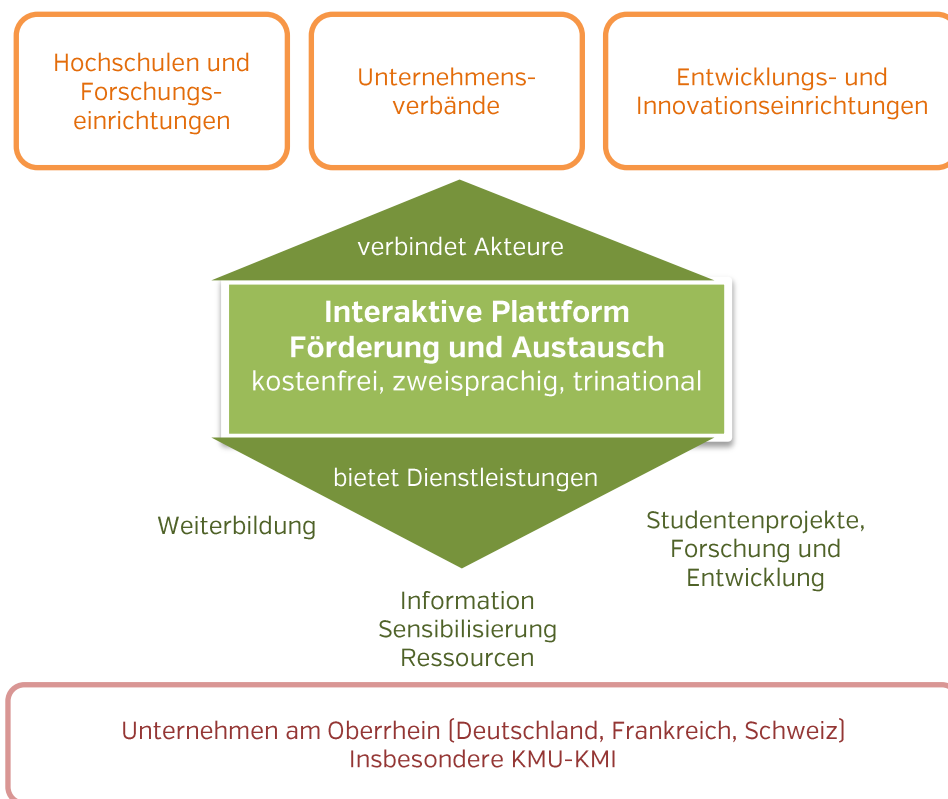 Hochschulen und
Forschungs-
einrichtungen
Unternehmens-
verbände
Entwicklungs- und
Innovationseinrichtungen
verbindet Akteure
Interaktive Plattform
Förderung und Austausch
kostenfrei, zweisprachig, trinational
bietet Dienstleistungen
Weiterbildung
Studentenprojekte,
Forschung und
Entwicklung
Information
Sensibilisierung
Ressourcen
Unternehmen am Oberrhein (Deutschland, Frankreich, Schweiz)
Insbesondere KMU-KMI